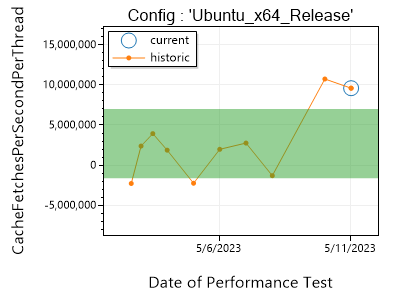 Config : 'Ubuntu_x64_Release'
CacheFetchesPerSecondPerThread
15,000,000
10,000,000
5,000,000
0
-5,000,000
current
historic
5/6/2023
5/11/2023
Date of Performance Test